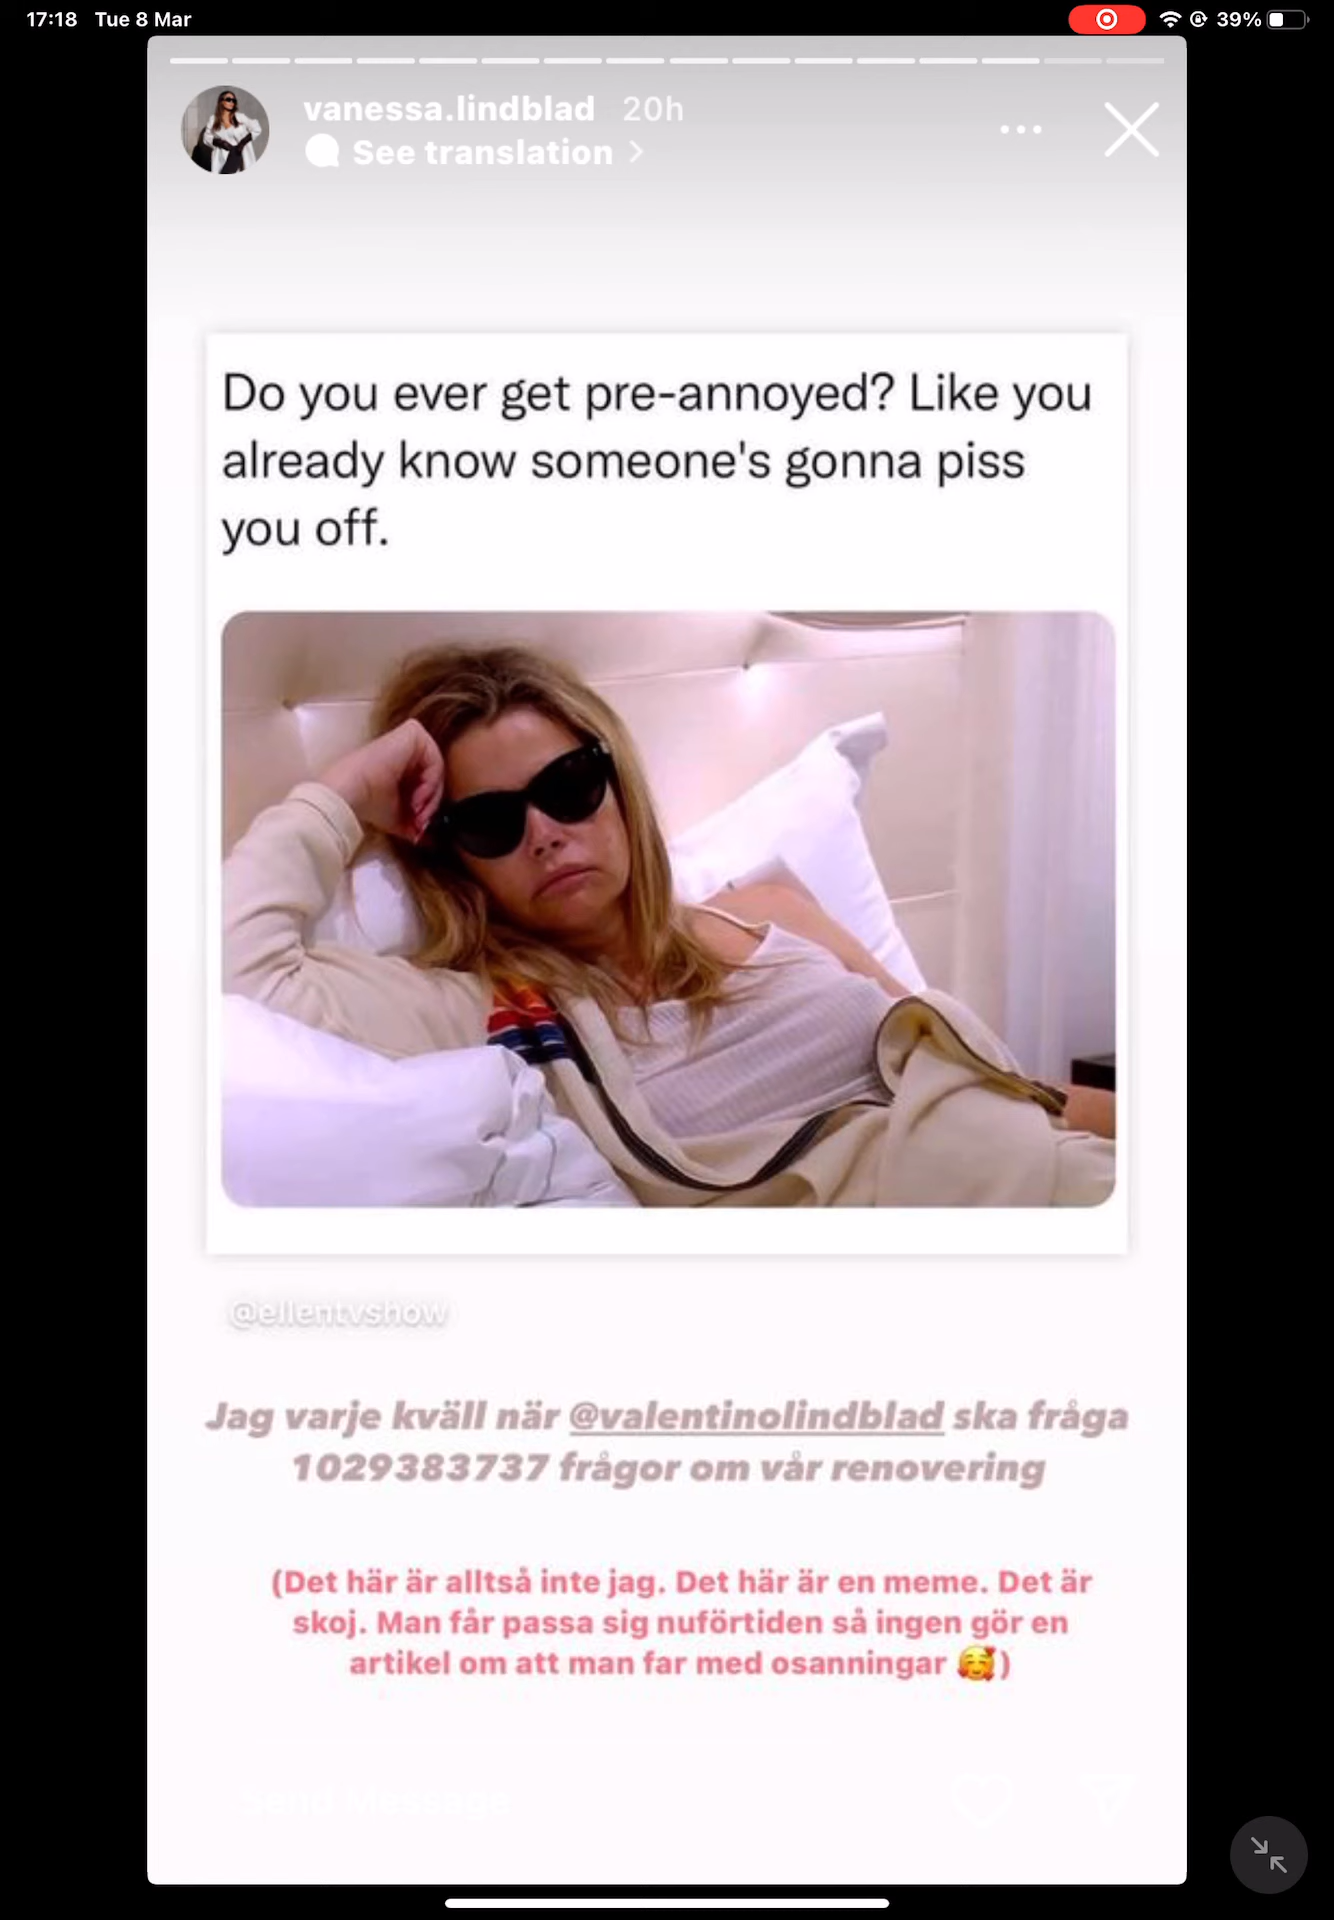 17:18 Tue 8 Mar
39%
vanessa.lindblad 20h
See translation
Do you ever get pre-annoyed? Like you
already know someone's gonna piss
you off.
@ellentvshow
Jag varje kväll när @valentinolindblad ska fråga
1029383737 frågor om vår renovering
(Det här är alltså inte jag. Det här är en meme. Det är
skoj. Man får passa sig nuförtiden så ingen gör en
artikel om att man far med osanningar 🥰)
Send Message